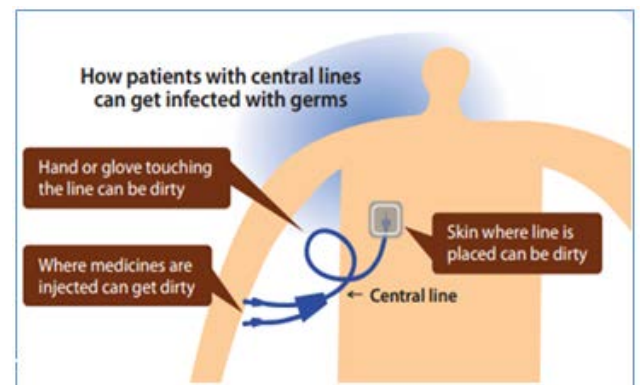 How patients with central lines
can get infected with germs
Hand or glove touching
the line can be dirty
Skin where line is
placed can be dirty
Where medicines are
injected can get dirty
← Central line